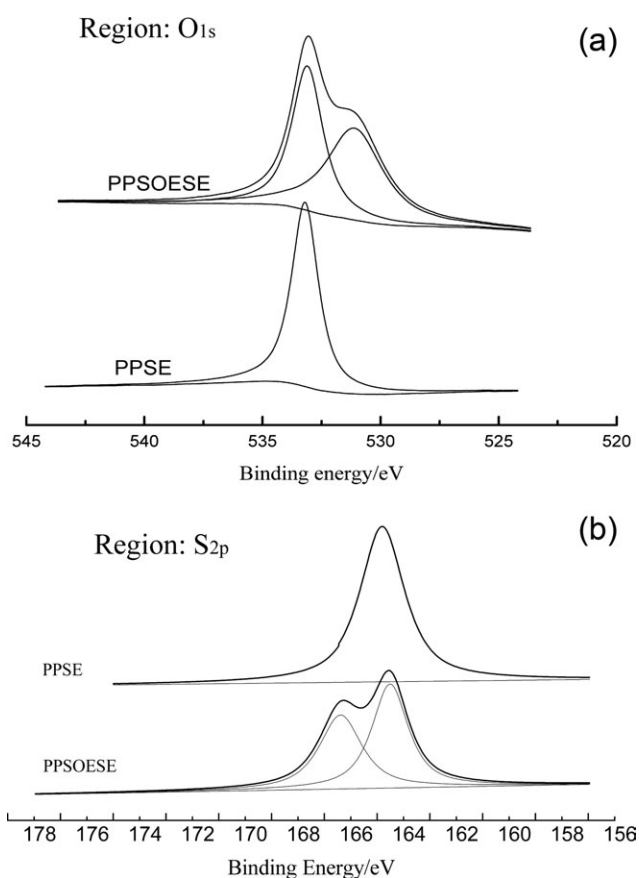 Region: O1s
(a)
PPSOESE
PPSE
545 540 535 530 525 520
Binding energy/eV
(b)
Region: S2p
PPSE
PPSOESE
178 176 174 172 170 168 166 164 162 160 158 156
Binding Energy/eV